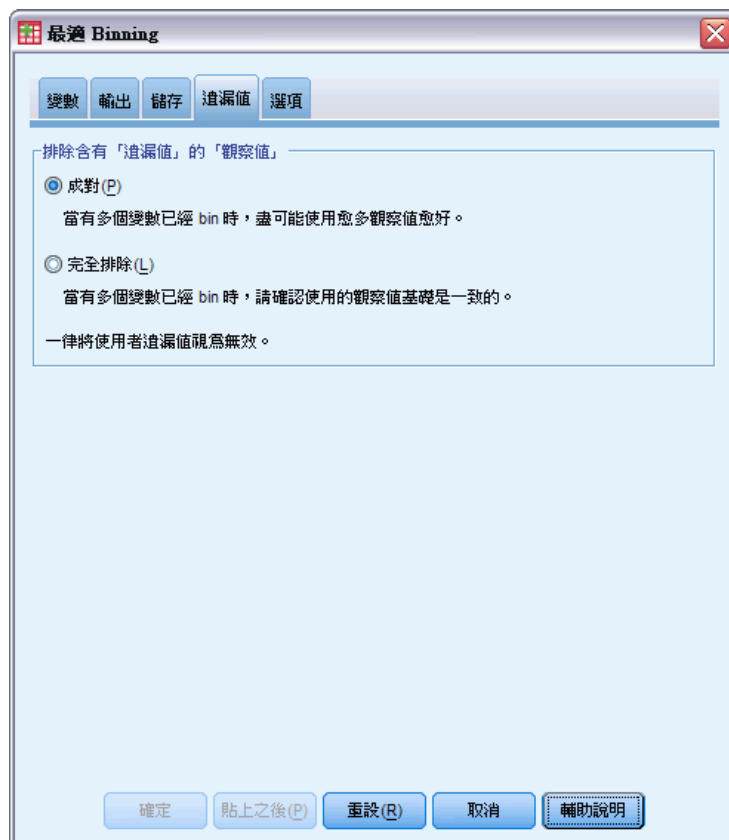 最適 Binning
變數 輸出 儲存 遺漏值 選項
排除含有「遺漏值」的「觀察值」
成對(P)
當有多個變數已經 bin 時，盡可能使用愈多觀察值愈好。
完全排除(L)
當有多個變數已經 bin 時，請確認使用的觀察值基礎是一致的。
一律將使用者遺漏值視為無效。
確定 貼上之後(P) 重設(R) 取消 輔助說明